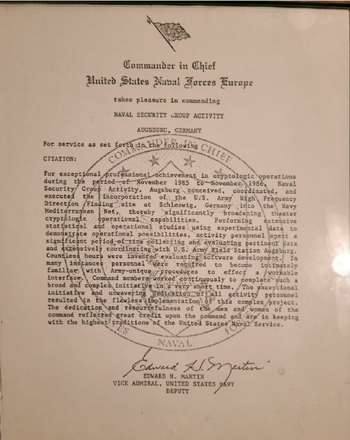 Commander in Chief
United States Naval Forces Europe
takes pleasure in commending
NAVAL SECURITY GROUP ACTIVITY
AUGSBURG, GERMANY
For service as set forth in the following
CITATION:
For exceptional professional achievement in cryptologic operations
during the period of November 1985 to November 1986, Naval
Security Group Activity, Augsburg conceived, coordinated, and
executed the incorporation of the U.S. Army High Frequency
Direction Finding site at Schleswig, Germany into the Navy
Mediterranean Net, thereby significantly broadening theater
cryptologic operational capabilities. Performing extensive
statistical and operational studies using experimental data to
demonstrate operational possibilities, activity personnel spent a
significant period of time collecting and evaluating pertinent data
and extensively coordinating with U.S. Army Field Station Augsburg.
Countless hours were invested evaluating software development. In
many instances personnel were required to become intimately
familiar with Army-unique procedures to effect a workable
interface. Command members worked continually to complete such a
broad and complex initiative in a very short time. The exceptional
initiative and unswerving dedication of all activity personnel
resulted in the flawless implementation of this complex project.
The dedication and resourcefulness of the men and women of the
command reflected great credit upon the command and are in keeping
with the highest traditions of the United States Naval Service.
COMMANDER IN CHIEF
NAVAL
Edward H. Martin
EDWARD H. MARTIN
VICE ADMIRAL, UNITED STATES NAVY
DEPUTY